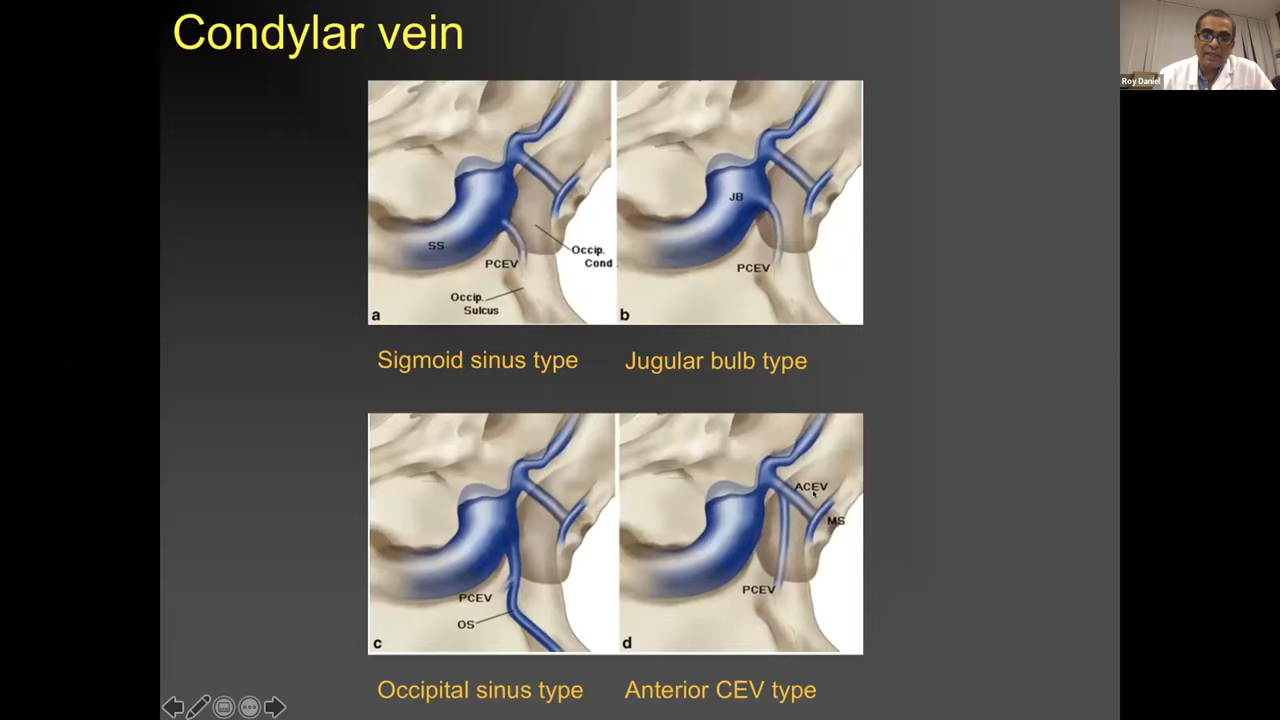 Condylar vein
Roy Daniel
SS
PCEV
Occip.
Cond
Occip.
Sulcus
a
JB
PCEV
b
Sigmoid sinus type
Jugular bulb type
PCEV
OS
c
ACEV
MS
PCEV
d
Occipital sinus type
Anterior CEV type